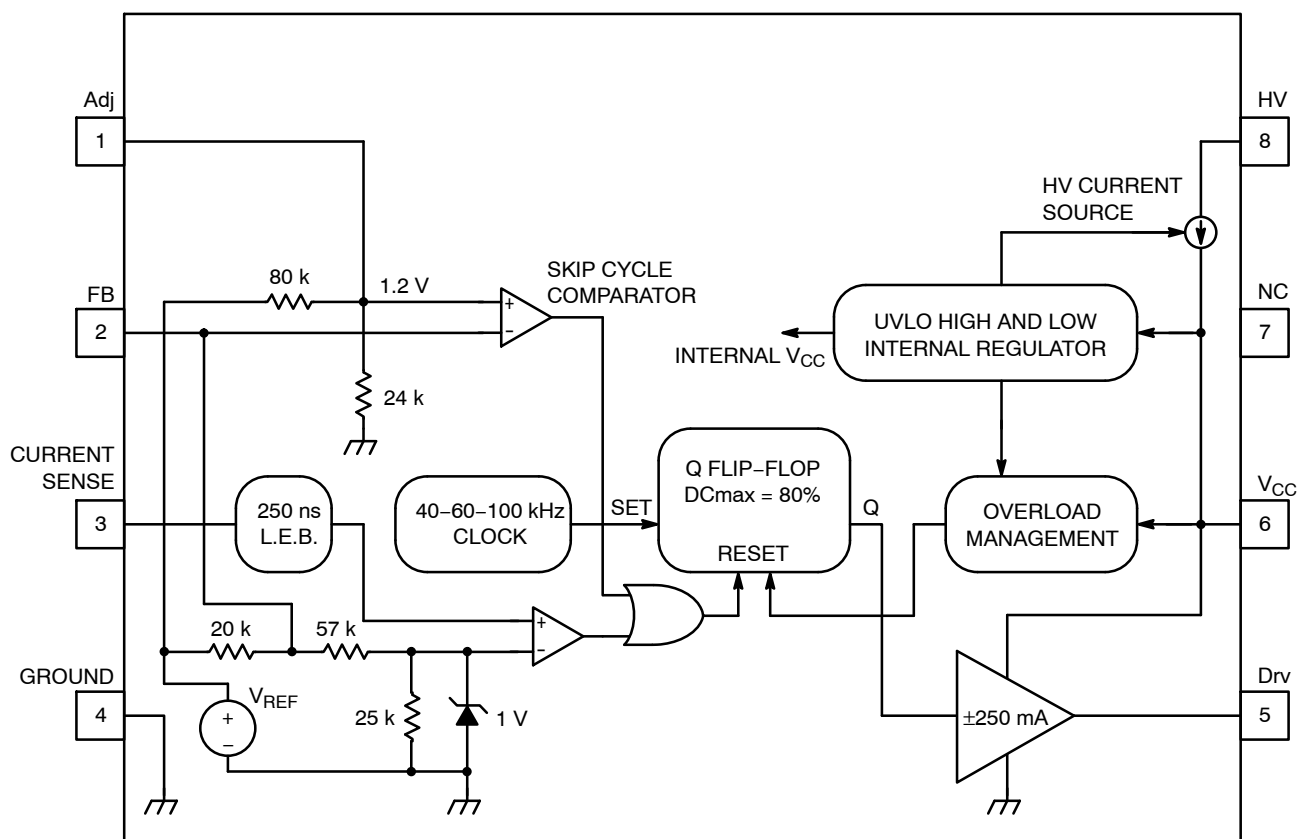 Adj
1
HV
8
HV CURRENT
SOURCE
80 k
1.2 V
SKIP CYCLE
COMPARATOR
FB
2
+
−
NC
7
UVLO HIGH AND LOW
INTERNAL REGULATOR
INTERNAL VCC
24 k
CURRENT
SENSE
3
250 ns
L.E.B.
40−60−100 kHz
CLOCK
SET
Q FLIP−FLOP
DCmax = 80%
RESET
Q
OVERLOAD
MANAGEMENT
VCC
6
20 k
57 k
+
−
GROUND
4
VREF
+
−
25 k
1 V
±250 mA
Drv
5